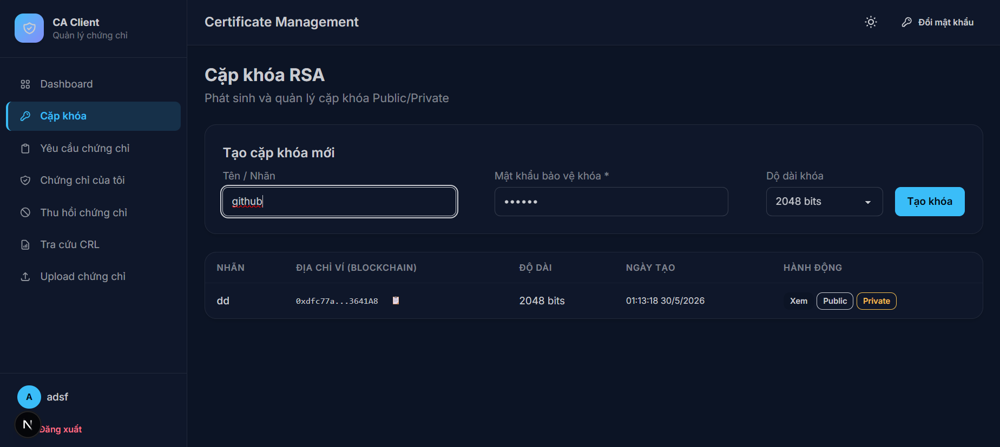 CA Client
Quản lý chứng chỉ
Certificate Management
Đổi mật khẩu
Dashboard
Cặp khóa
Yêu cầu chứng chỉ
Chứng chỉ của tôi
Thu hồi chứng chỉ
Tra cứu CRL
Upload chứng chỉ
Cặp khóa RSA
Phát sinh và quản lý cặp khóa Public/Private
Tạo cặp khóa mới
Tên / Nhãn
Mật khẩu bảo vệ khóa *
Độ dài khóa
github
••••••
2048 bits
Tạo khóa
NHÃN ĐỊA CHỈ VÍ (BLOCKCHAIN) ĐỘ DÀI NGÀY TẠO HÀNH ĐỘNG
dd 0xdfc77a...3641A8 2048 bits 01:13:18 30/5/2026 Xem Public Private
A adsf
N
Đăng xuất